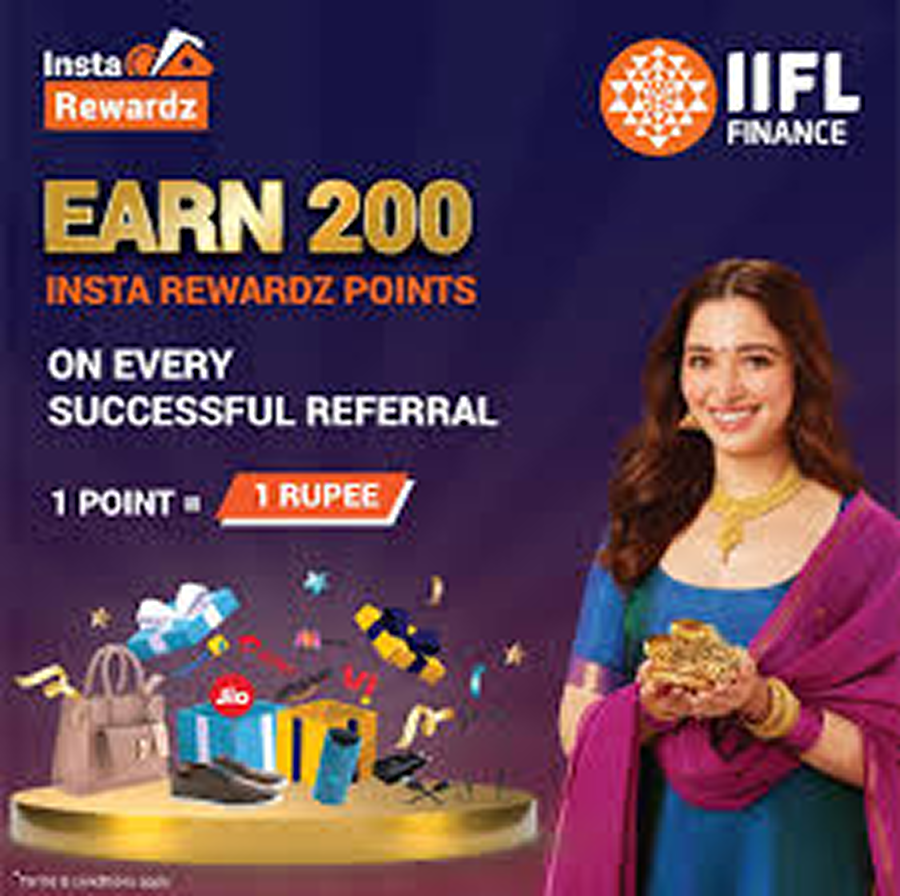 Insta
Rewardz
IIFL
FINANCE
EARN 200
INSTA REWARDZ POINTS
ON EVERY
SUCCESSFUL REFERRAL
1 POINT = 1 RUPEE
Jio
*Terms & conditions apply